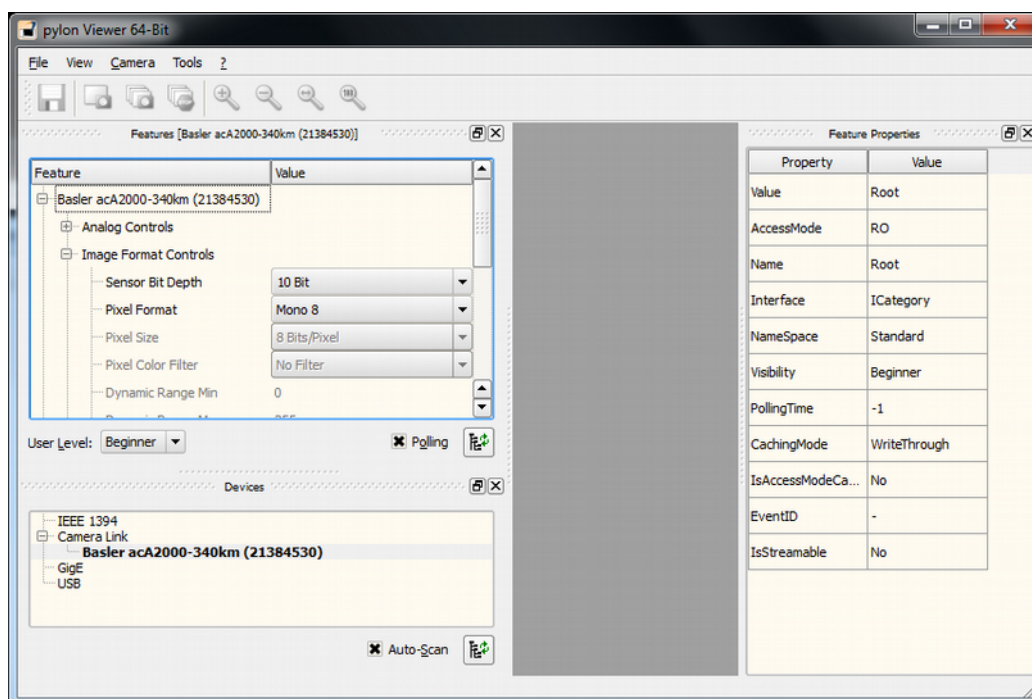 pylon Viewer 64-Bit
File View Camera Tools ?
100
Features [Basler acA2000-340km (21384530)]
Feature Value
Basler acA2000-340km (21384530)
Analog Controls
Image Format Controls
Sensor Bit Depth 10 Bit
Pixel Format Mono 8
Pixel Size 8 Bits/Pixel
Pixel Color Filter No Filter
Dynamic Range Min 0
User Level: Beginner Polling
Devices
IEEE 1394
Camera Link
Basler acA2000-340km (21384530)
GigE
USB
Auto-Scan
Feature Properties
Property Value
Value Root
AccessMode RO
Name Root
Interface ICategory
NameSpace Standard
Visibility Beginner
PollingTime -1
CachingMode WriteThrough
IsAccessModeCa... No
EventID -
IsStreamable No